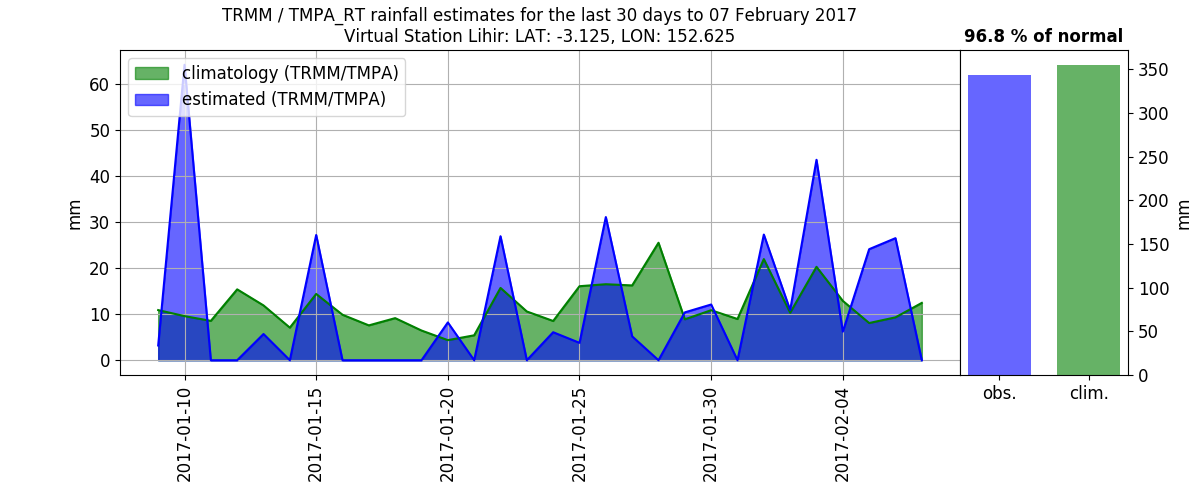 TRMM / TMPA_RT rainfall estimates for the last 30 days to 07 February 2017
Virtual Station Lihir: LAT: -3.125, LON: 152.625
96.8 % of normal
climatology (TRMM/TMPA)
estimated (TRMM/TMPA)
60
50
40
30
20
10
0
mm
2017-01-10
2017-01-15
2017-01-20
2017-01-25
2017-01-30
2017-02-04
350
300
250
200
150
100
50
0
mm
obs.
clim.